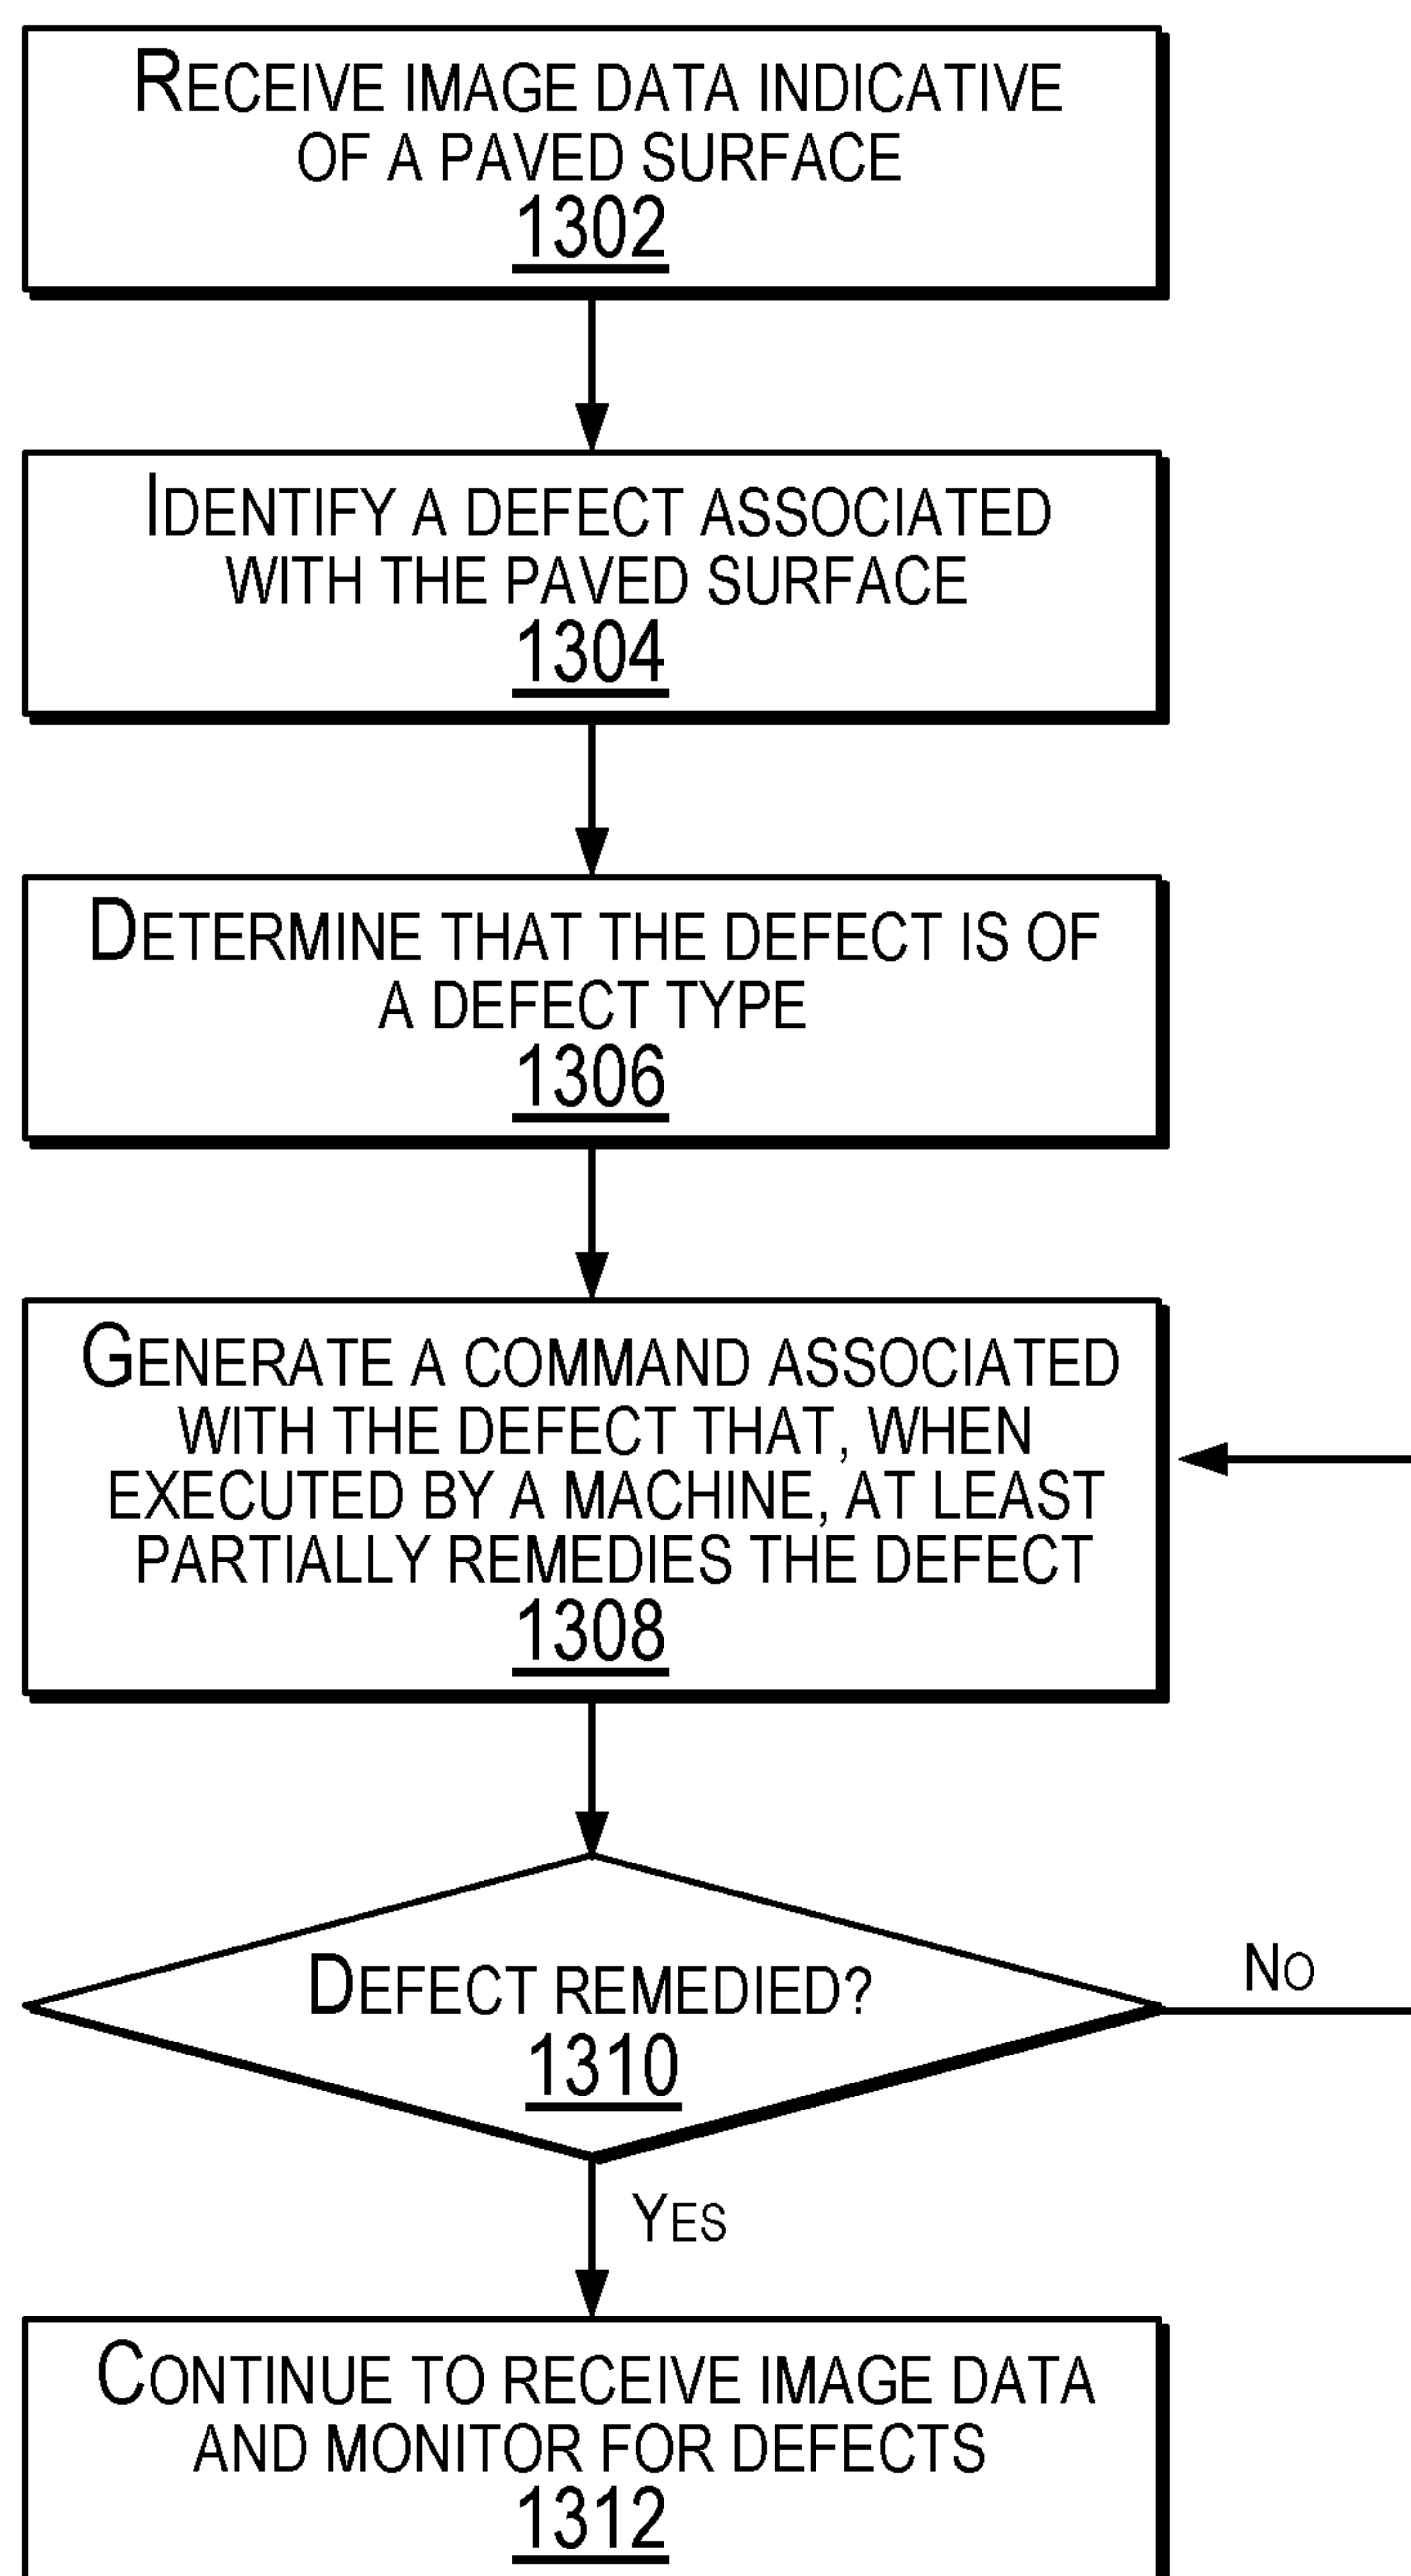 RECEIVE IMAGE DATA INDICATIVE
OF A PAVED SURFACE
1302
IDENTIFY A DEFECT ASSOCIATED
WITH THE PAVED SURFACE
1304
DETERMINE THAT THE DEFECT IS OF
A DEFECT TYPE
1306
GENERATE A COMMAND ASSOCIATED
WITH THE DEFECT THAT, WHEN
EXECUTED BY A MACHINE, AT LEAST
PARTIALLY REMEDIES THE DEFECT
1308
DEFECT REMEDIED?
1310
NO
YES
CONTINUE TO RECEIVE IMAGE DATA
AND MONITOR FOR DEFECTS
1312